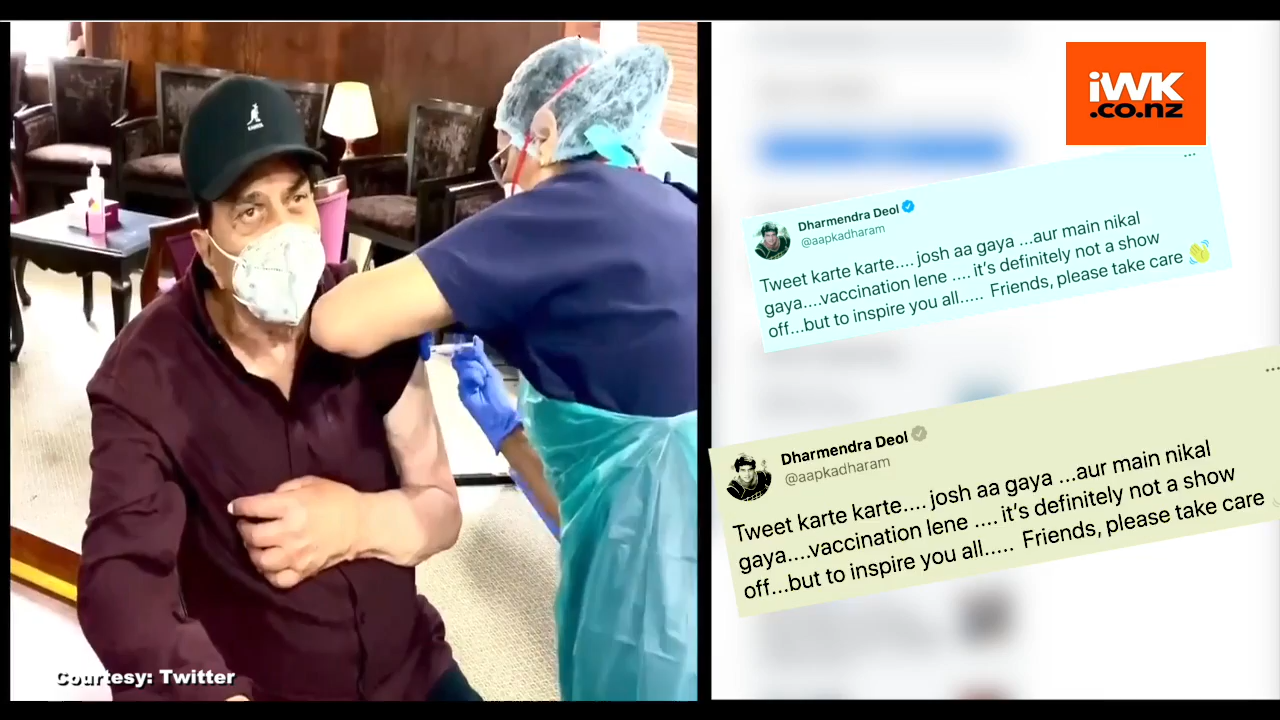 KANGOL
Courtesy: Twitter
iWK
.co.nz
Dharmendra Deol
@aapkadharam
Tweet karte karte.... josh aa gaya ...aur main nikal
gaya....vaccination lene .... it's definitely not a show
off...but to inspire you all..... Friends, please take care 👋
Dharmendra Deol
@aapkadharam
Tweet karte karte.... josh aa gaya ...aur main nikal
gaya....vaccination lene .... it's definitely not a show
off...but to inspire you all..... Friends, please take care